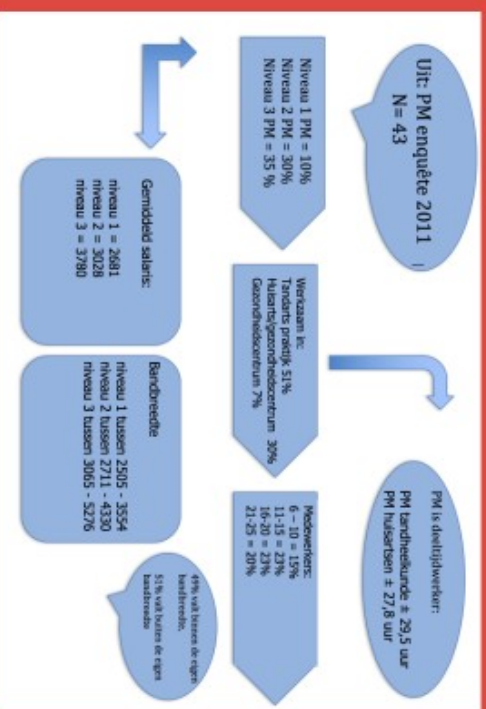 Uit: PM enquête 2011
N= 43
Niveau 1 PM = 10%
Niveau 2 PM = 30%
Niveau 3 PM = 35 %
Werkzaam in:
Tandarts praktijk 51%
Huisarts/gezondheidscentrum 30%
Gezondheidscentrum 7%
PM is deeltijdwerker:
PM tandheelkunde ± 29,5 uur
PM huisartsen ± 27,8 uur
Medewerkers:
6 – 10 = 15%
11-15 = 23%
16-20 = 23%
21-25 = 20%
Gemiddeld salaris:
niveau 1 = 2681
niveau 2 = 3028
niveau 3 = 3780
Bandbreedte
niveau 1 tussen 2505 - 3554
niveau 2 tussen 2711 - 4330
niveau 3 tussen 3065 - 5276
49% valt binnen de eigen
bandbreedte.
51% valt buiten de eigen
bandbreedte